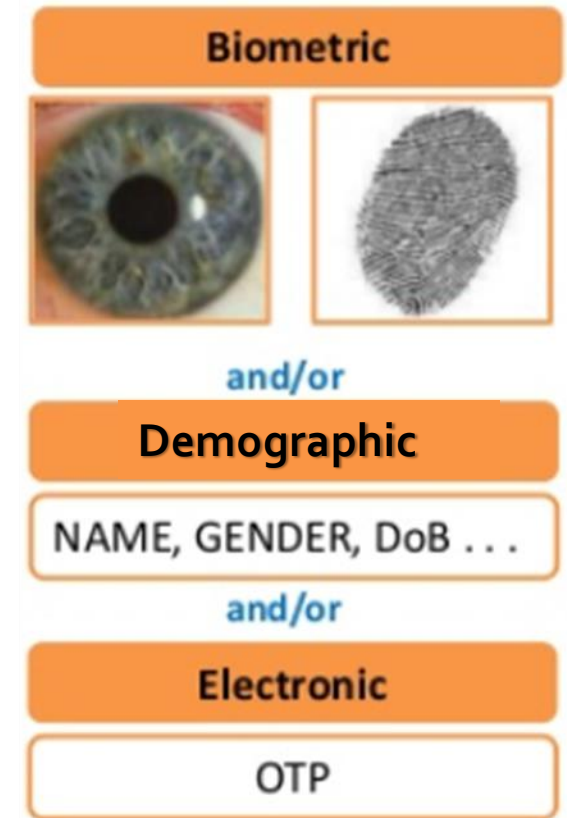 Biometric
and/or
Demographic
NAME, GENDER, DoB . . .
and/or
Electronic
OTP